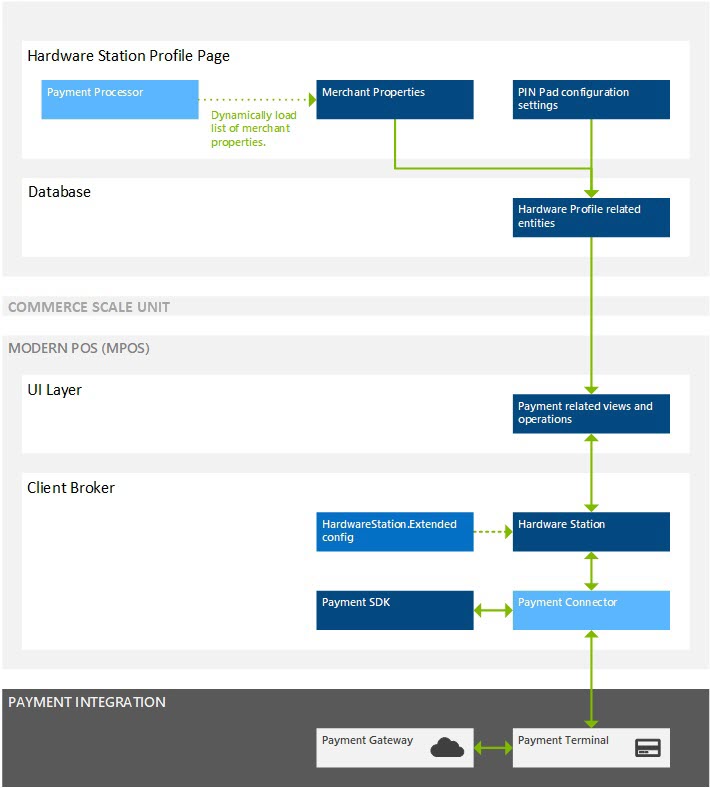 Hardware Station Profile Page
Payment Processor
Merchant Properties
PIN Pad configuration
settings
Dynamically load
list of merchant
properties.
Database
Hardware Profile related
entities
COMMERCE SCALE UNIT
MODERN POS (MPOS)
UI Layer
Payment related views and
operations
Client Broker
HardwareStation.Extended
config
Hardware Station
Payment SDK
Payment Connector
PAYMENT INTEGRATION
Payment Gateway
Payment Terminal